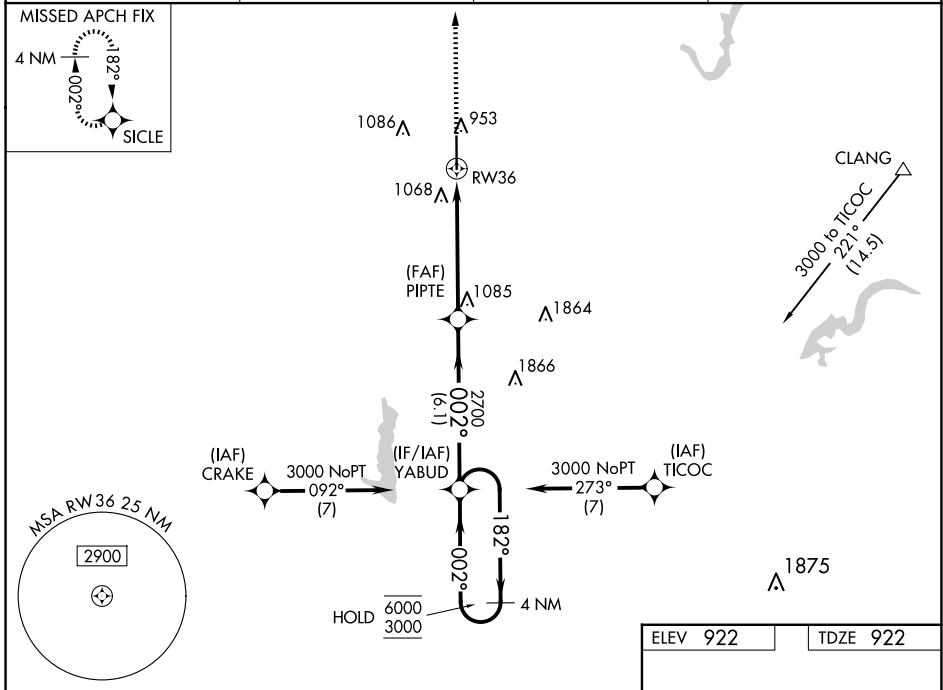 MISSED APCH FIX
4 NM
002°
182°
SICLE
1086
953
RW36
1068
CLANG
3000 to TICOC
221°
(14.5)
(FAF)
PIPTE
1085
1864
1866
2700
002°
(6.1)
(IAF)
CRAKE
3000 NoPT
092°
(7)
(IF/IAF)
YABUD
(IAF)
TICOC
3000 NoPT
273°
(7)
182°
002°
4 NM
HOLD
6000
3000
MSA RW36 25 NM
2900
1875
ELEV 922
TDZE 922